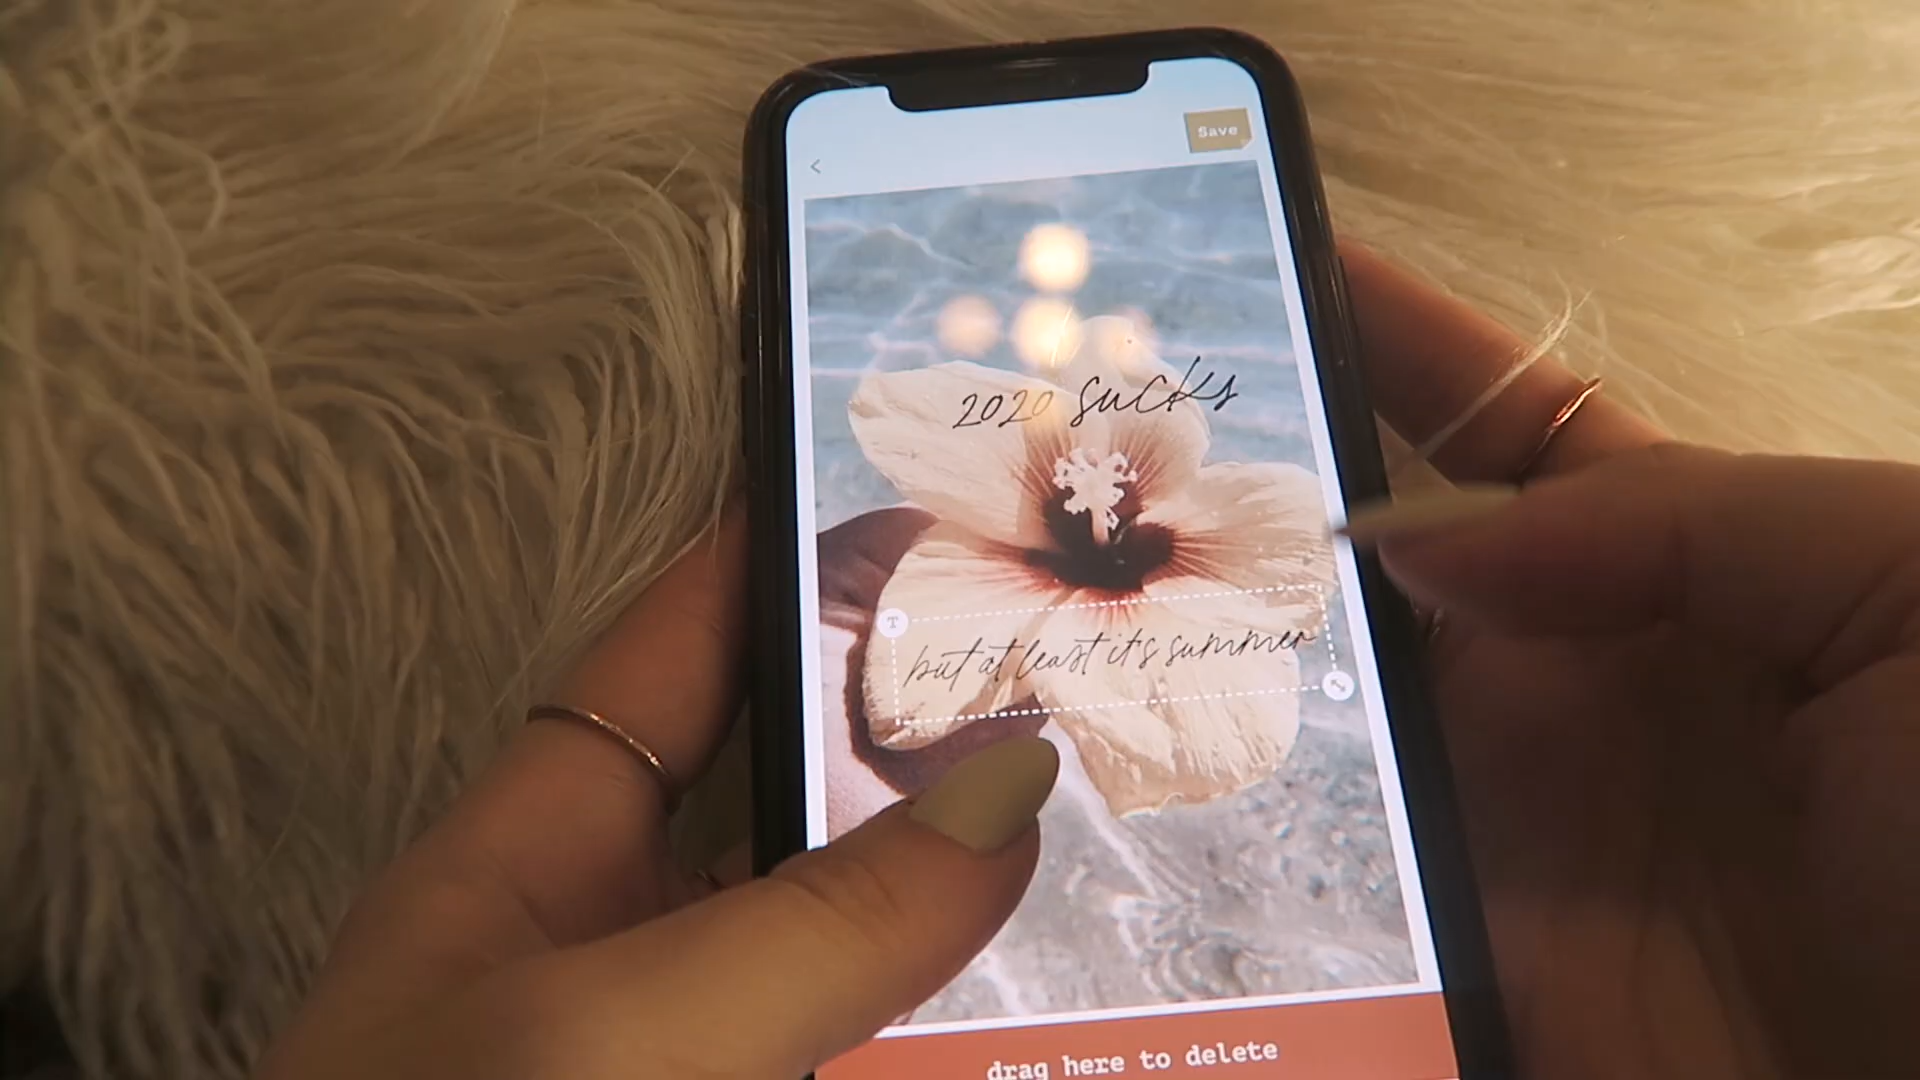 Save
2020 sucks
T
but at least it's summer
drag here to delete